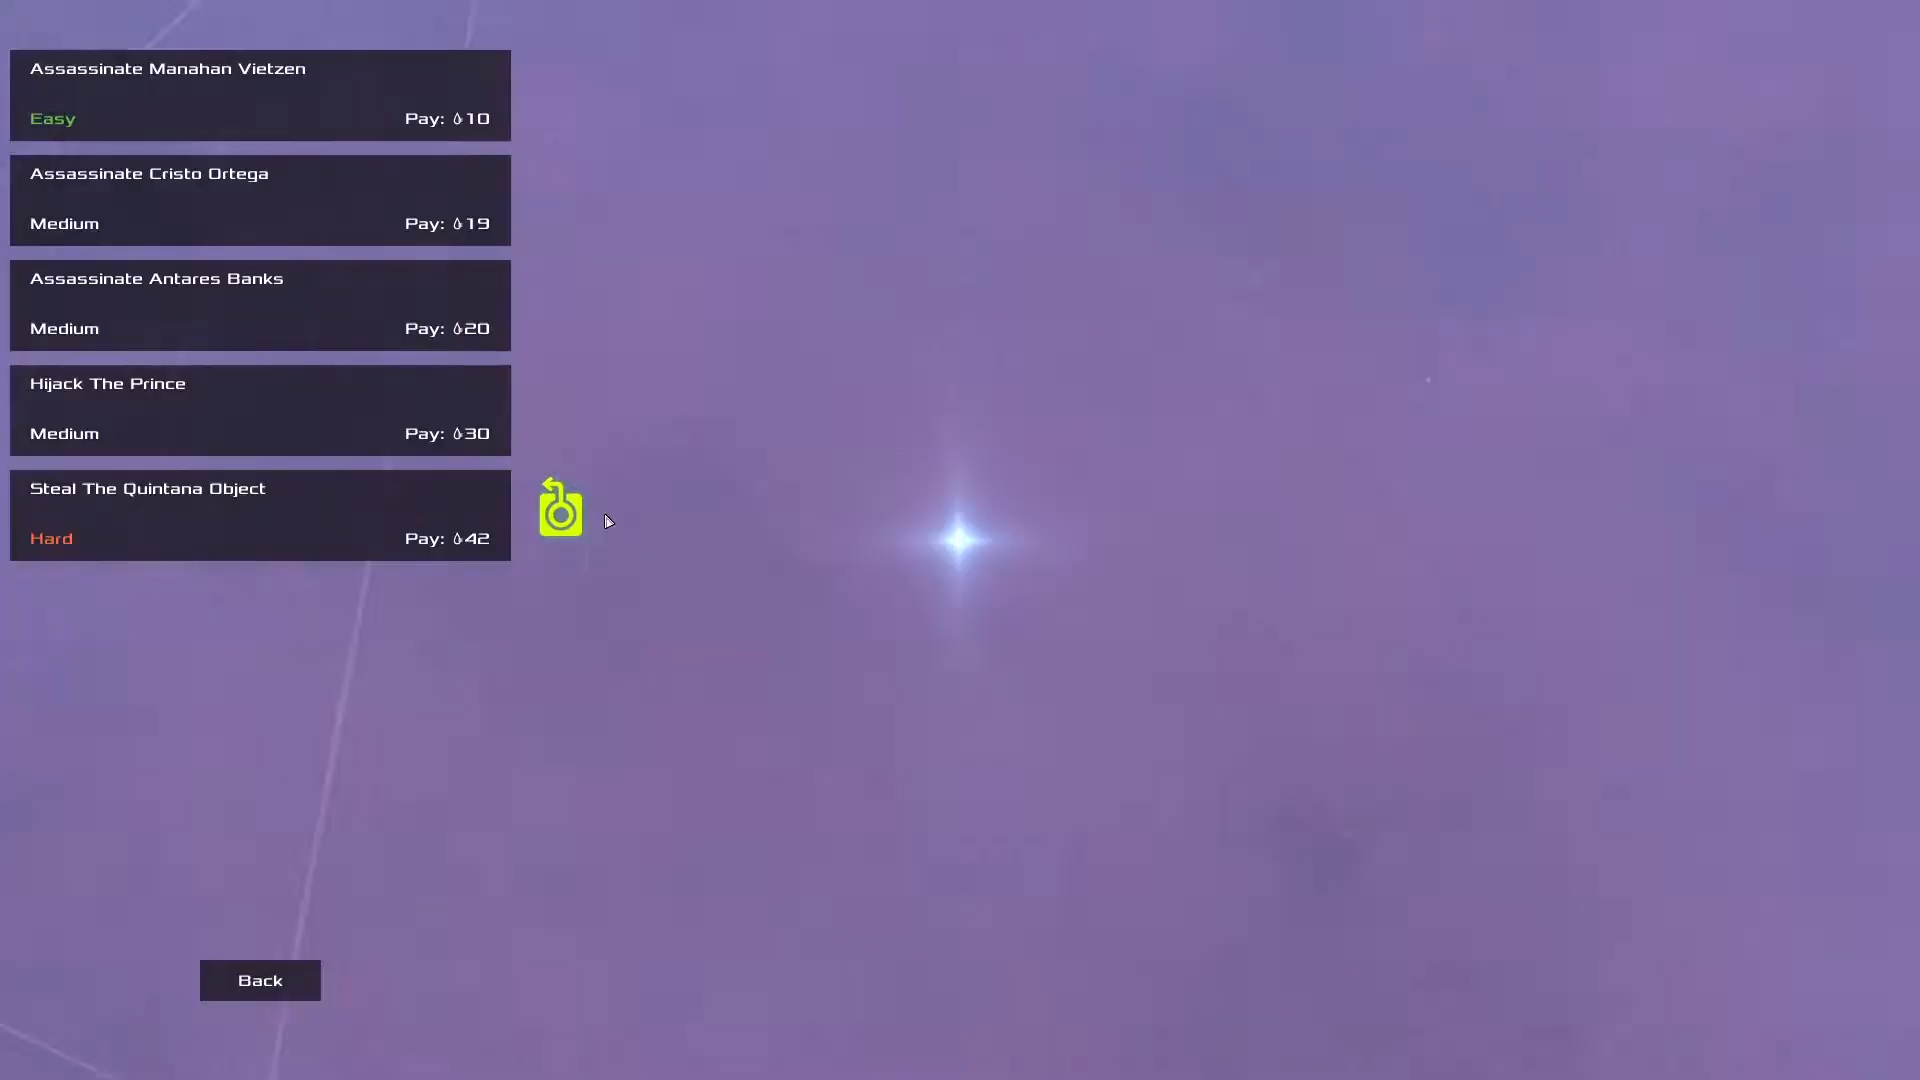 Assassinate Manahan Vietzen
Easy Pay: 10
Assassinate Cristo Ortega
Medium Pay: 19
Assassinate Antares Banks
Medium Pay: 20
Hijack The Prince
Medium Pay: 30
Steal The Quintana Object
Hard Pay: 42
Back